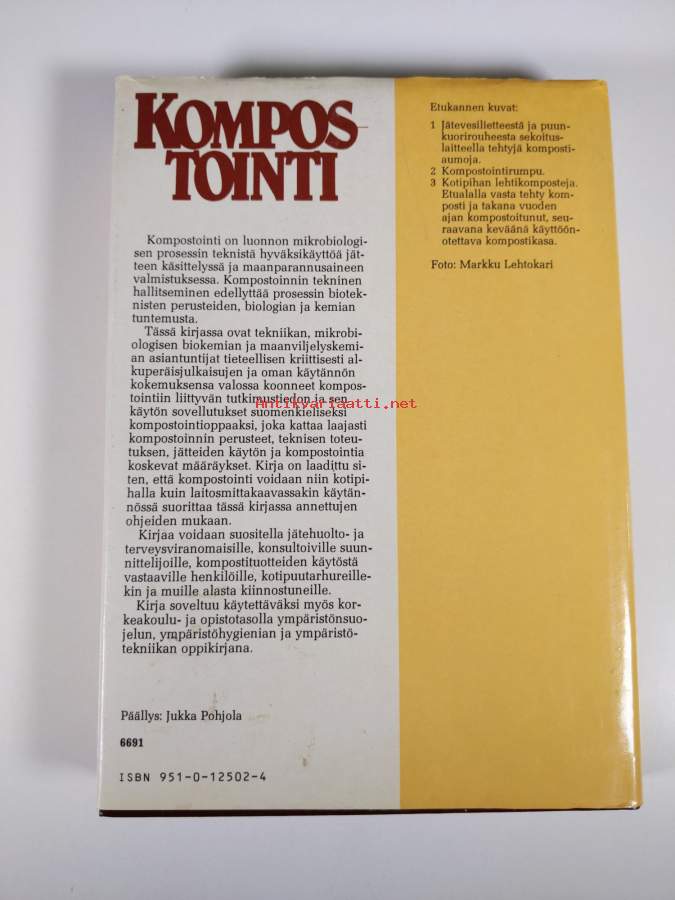 KOMPOS-
TOINTI
Kompostointi on luonnon mikrobiologi-
sen prosessin teknistä hyväksikäyttöä jät-
teen käsittelyssä ja maanparannusaineen
valmistuksessa. Kompostoinnin tekninen
hallitseminen edellyttää prosessin biotek-
nisten perusteiden, biologian ja kemian
tuntemusta.
Tässä kirjassa ovat tekniikan, mikrobi-
ologisen biokemian ja maanviljelyskemi-
an asiantuntijat tieteellisen kriittisesti al-
kuperäisjulkaisujen ja oman käytännön
kokemuksensa valossa koonneet kompos-
tointiin liittyvän tutkimustiedon ja sen
käytön sovellutukset suomenkieliseksi
kompostointioppaaksi, joka kattaa laajasti
kompostoinnin perusteet, teknisen toteu-
tuksen, jätteiden käytön ja kompostointia
koskevat määräykset. Kirja on laadittu si-
ten, että kompostointi voidaan niin kotipi-
halla kuin laitosmittakaavassakin käytän-
nössä suorittaa tässä kirjassa annettujen
ohjeiden mukaan.
Kirjaa voidaan suositella jätehuolto- ja
terveysviranomaisille, konsultoiville suun-
nittelijoille, kompostituotteiden käytöstä
vastaaville henkilöille, kotipuutarhureille-
kin ja muille alasta kiinnostuneille.
Kirja soveltuu käytettäväksi myös kor-
keakoulu- ja opistotasolla ympäristönsuo-
jelun, ympäristöhygienian ja ympäristö-
tekniikan oppikirjana.
Päällys: Jukka Pohjola
6691
ISBN 951-0-12502-4
Etukannen kuvat:
1 Jätevesilietteestä ja puun-
kuorirouheesta sekoitus-
laitteella tehtyjä komposti-
aumoja.
2 Kompostointirumpu.
3 Kotipihan lehtikomposteja.
Etualalla vasta tehty kom-
posti ja takana vuoden
ajan kompostoitunut, seu-
raavana keväänä käyttöön-
otettava kompostikasa.
Foto: Markku Lehtokari
Antikvariaatti.net